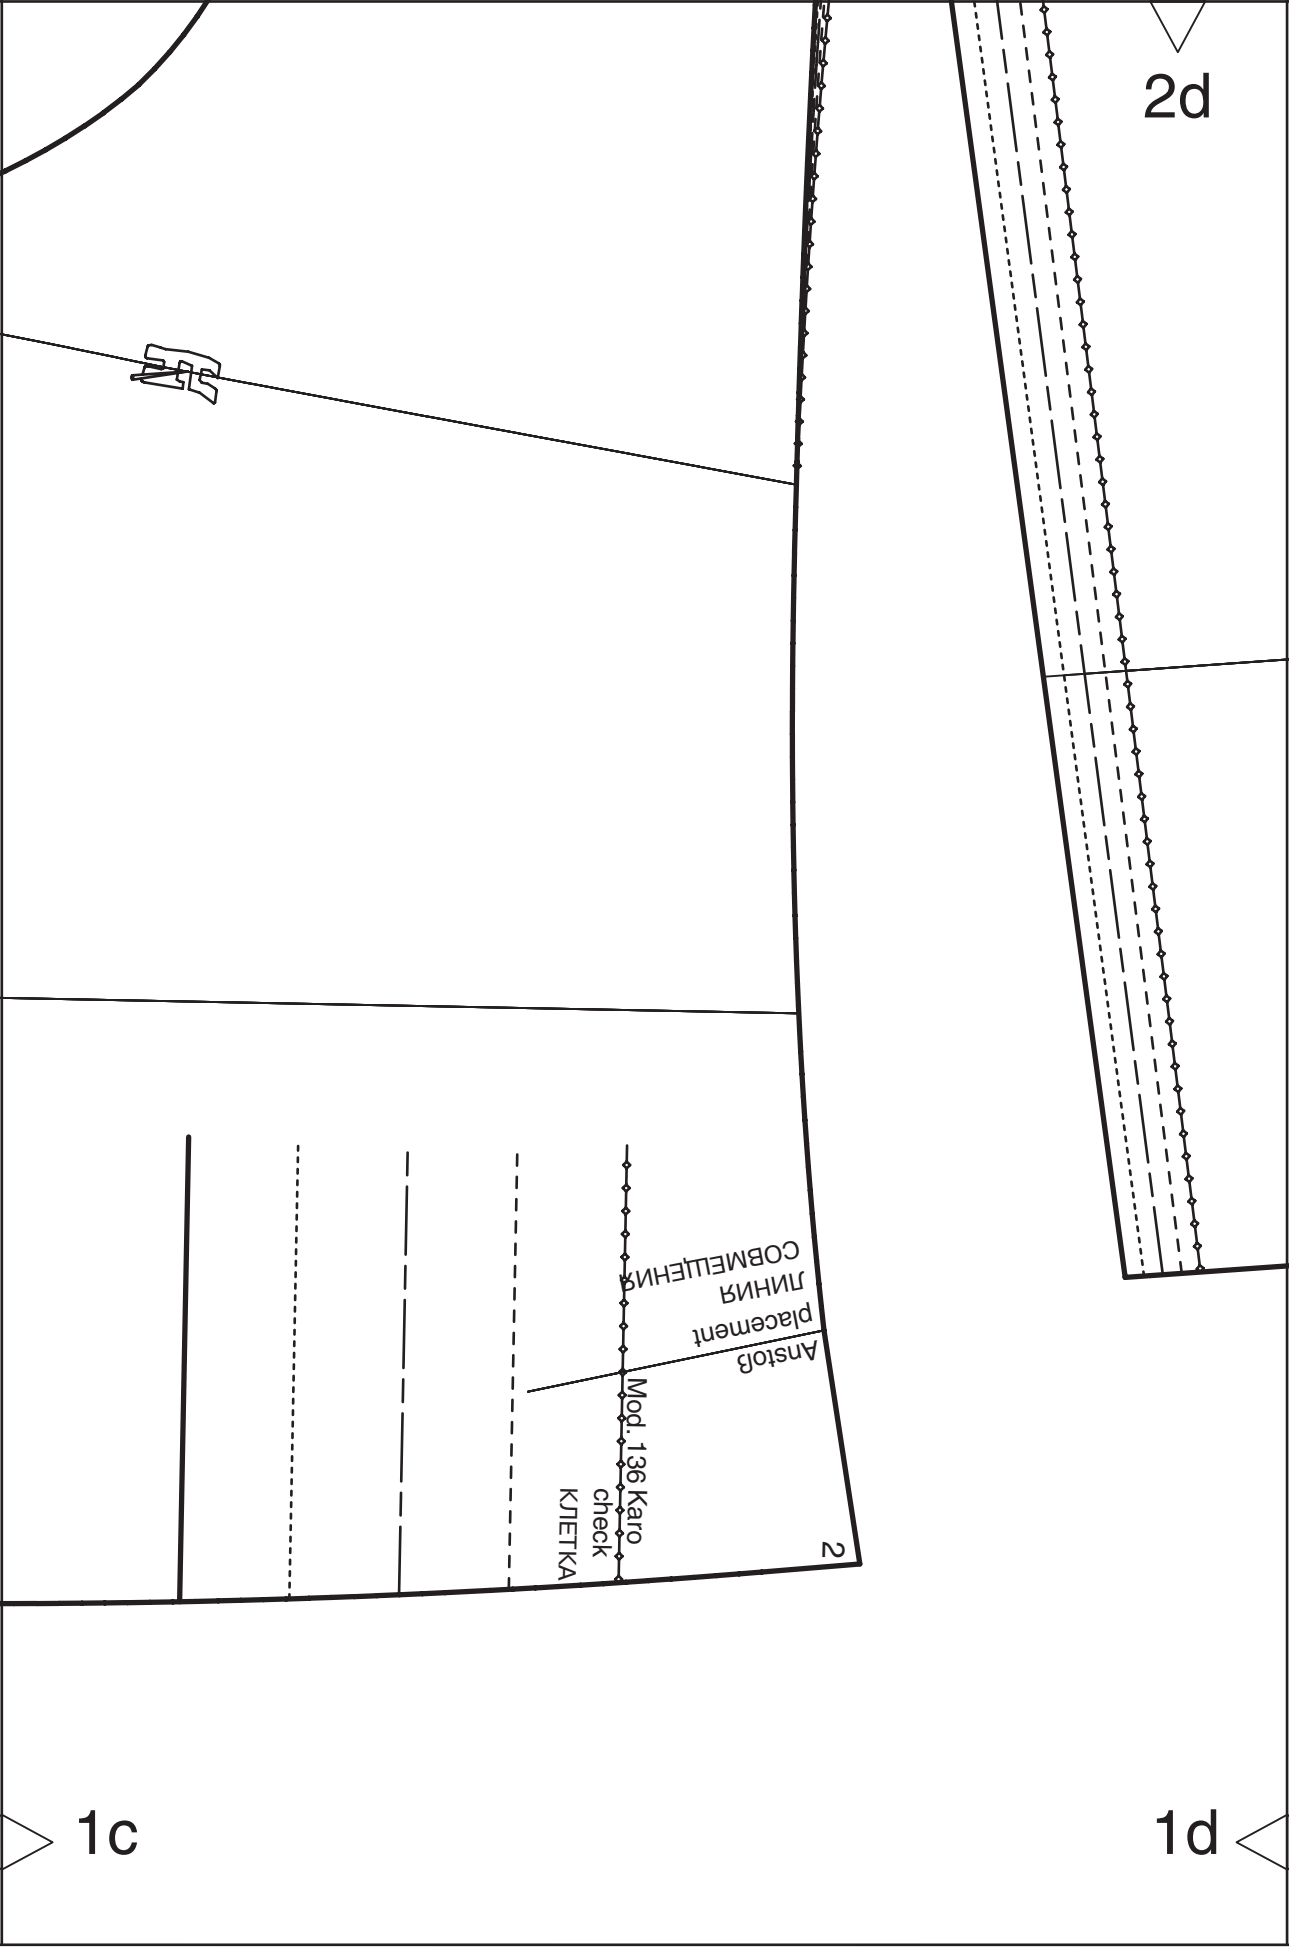 2d
СОВМЕЩЕНИЯ
ЛИНИЯ
placement
Anstoß
Mod. 136 Karo
check
КЛЕТКА
2
1c
1d